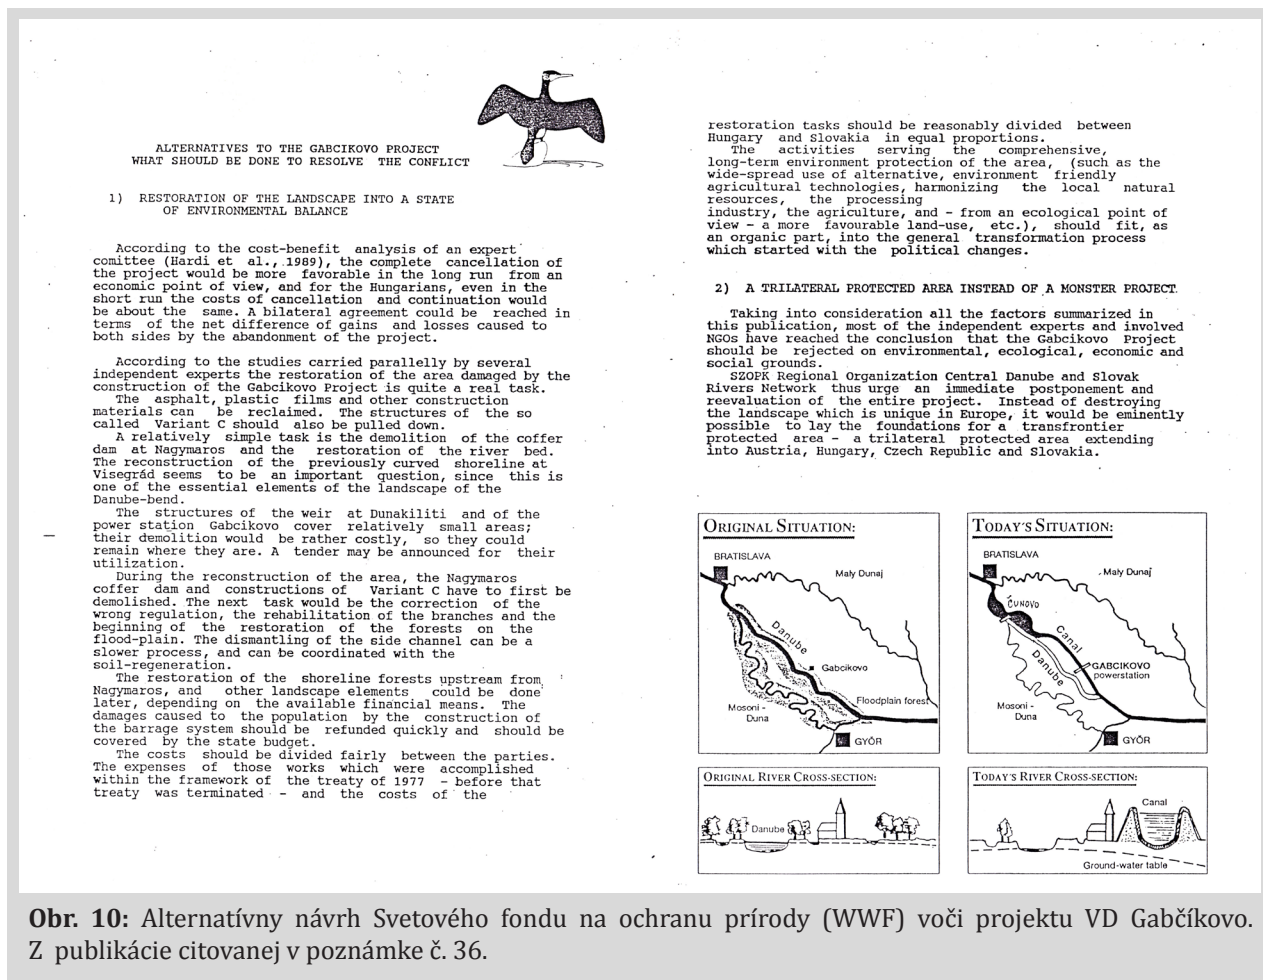 ALTERNATIVES TO THE GABCIKOVO PROJECT
WHAT SHOULD BE DONE TO RESOLVE THE CONFLICT
1) RESTORATION OF THE LANDSCAPE INTO A STATE
OF ENVIRONMENTAL BALANCE
According to the cost-benefit analysis of an expert
comittee (Hardi et al., 1989), the complete cancellation of
the project would be more favorable in the long run from an
economic point of view, and for the Hungarians, even in the
short run the costs of cancellation and continuation would
be about the same. A bilateral agreement could be reached in
terms of the net difference of gains and losses caused to
both sides by the abandonment of the project.
According to the studies carried parallelly by several
independent experts the restoration of the area damaged by the
construction of the Gabcikovo Project is quite a real task.
The asphalt, plastic films and other construction
materials can be reclaimed. The structures of the so
called Variant C should also be pulled down.
A relatively simple task is the demolition of the coffer
dam at Nagymaros and the restoration of the river bed.
The reconstruction of the previously curved shoreline at
Visegrád seems to be an important question, since this is
one of the essential elements of the landscape of the
Danube-bend.
The structures of the weir at Dunakiliti and of the
power station Gabcikovo cover relatively small areas;
their demolition would be rather costly, so they could
remain where they are. A tender may be announced for their
utilization.
During the reconstruction of the area, the Nagymaros
coffer dam and constructions of Variant C have to first be
demolished. The next task would be the correction of the
wrong regulation, the rehabilitation of the branches and the
beginning of the restoration of the forests on the
flood-plain. The dismantling of the side channel can be a
slower process, and can be coordinated with the
soil-regeneration.
The restoration of the shoreline forests upstream from
Nagymaros, and other landscape elements could be done
later, depending on the available financial means. The
damages caused to the population by the construction of
the barrage system should be refunded quickly and should be
covered by the state budget.
The costs should be divided fairly between the parties.
The expenses of those works which were accomplished
within the framework of the treaty of 1977 - before that
treaty was terminated - and the costs of the
restoration tasks should be reasonably divided between
Hungary and Slovakia in equal proportions.
The activities serving the comprehensive,
long-term environment protection of the area, (such as the
wide-spread use of alternative, environment friendly
agricultural technologies, harmonizing the local natural
resources, the processing
industry, the agriculture, and - from an ecological point of
view - a more favourable land-use, etc.), should fit, as
an organic part, into the general transformation process
which started with the political changes.
2) A TRILATERAL PROTECTED AREA INSTEAD OF A MONSTER PROJECT
Taking into consideration all the factors summarized in
this publication, most of the independent experts and involved
NGOs have reached the conclusion that the Gabcikovo Project
should be rejected on environmental, ecological, economic and
social grounds.
SZOPK Regional Organization Central Danube and Slovak
Rivers Network thus urge an immediate postponement and
reevaluation of the entire project. Instead of destroying
the landscape which is unique in Europe, it would be eminently
possible to lay the foundations for a transfrontier
protected area - a trilateral protected area extending
into Austria, Hungary, Czech Republic and Slovakia.
ORIGINAL SITUATION:
BRATISLAVA
Maly Dunaj
Danube
Gabcikovo
Floodplain forest
Mosoni-
Duna
GYŐR
TODAY'S SITUATION:
BRATISLAVA
Maly Dunaj
ČUNOVO
Canal
Danube
GABCIKOVO
powerstation
Mosoni-
Duna
GYŐR
ORIGINAL RIVER CROSS-SECTION:
Danube
TODAY'S RIVER CROSS-SECTION:
Canal
Ground-water table
Obr. 10: Alternatívny návrh Svetového fondu na ochranu prírody (WWF) voči projektu VD Gabčíkovo.
Z publikácie citovanej v poznámke č. 36.